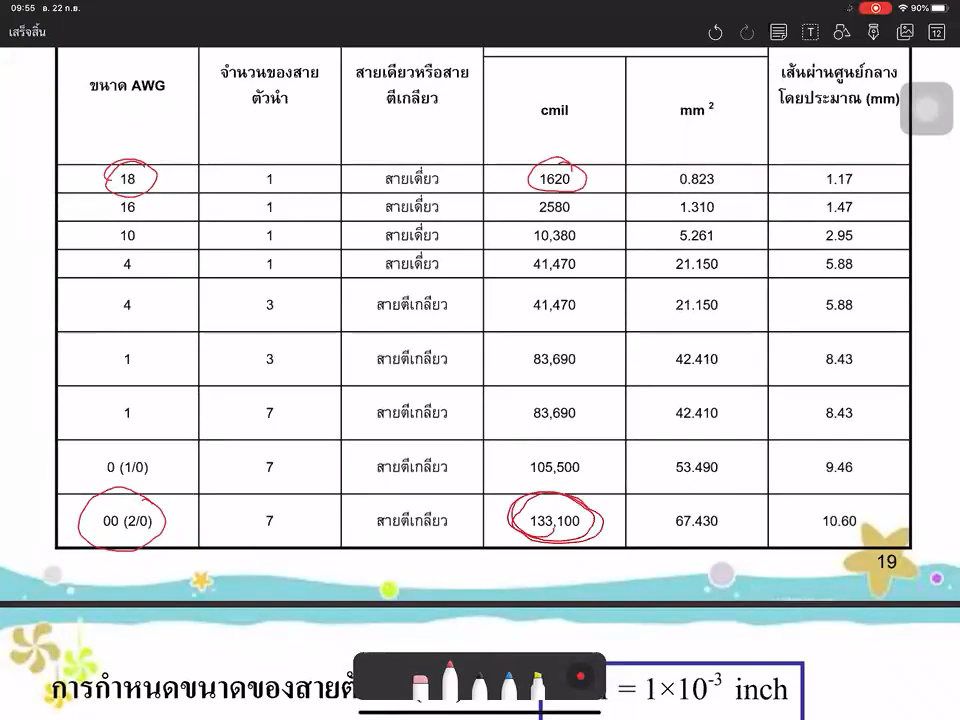 09:55 อ. 22 ก.ย.
90%
เสร็จสิ้น
T
12
ขนาด AWG
จำนวนของสาย
ตัวนำ
สายเดียวหรือสาย
ตีเกลียว
cmil
mm 2
เส้นผ่านศูนย์กลาง
โดยประมาณ (mm)
18 1 สายเดี่ยว 1620 0.823 1.17
16 1 สายเดี่ยว 2580 1.310 1.47
10 1 สายเดี่ยว 10,380 5.261 2.95
4 1 สายเดี่ยว 41,470 21.150 5.88
4 3 สายตีเกลียว 41,470 21.150 5.88
1 3 สายตีเกลียว 83,690 42.410 8.43
1 7 สายตีเกลียว 83,690 42.410 8.43
0 (1/0) 7 สายตีเกลียว 105,500 53.490 9.46
00 (2/0) 7 สายตีเกลียว 133,100 67.430 10.60
19
การกำหนดขนาดของสายตั
= 1×10-3 inch